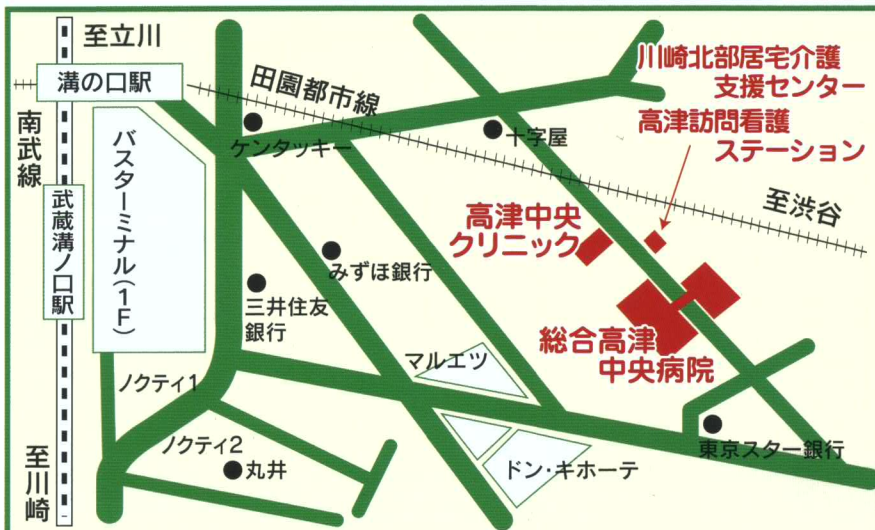 至立川
溝の口駅
南武線
武蔵溝ノ口駅
至川崎
バスターミナル(1F)
田園都市線
至渋谷
ケンタッキー
十字屋
川崎北部居宅介護
支援センター
高津訪問看護
ステーション
高津中央
クリニック
みずほ銀行
三井住友
銀行
総合高津
中央病院
マルエツ
ノクティ1
ノクティ2
丸井
ドン・キホーテ
東京スター銀行